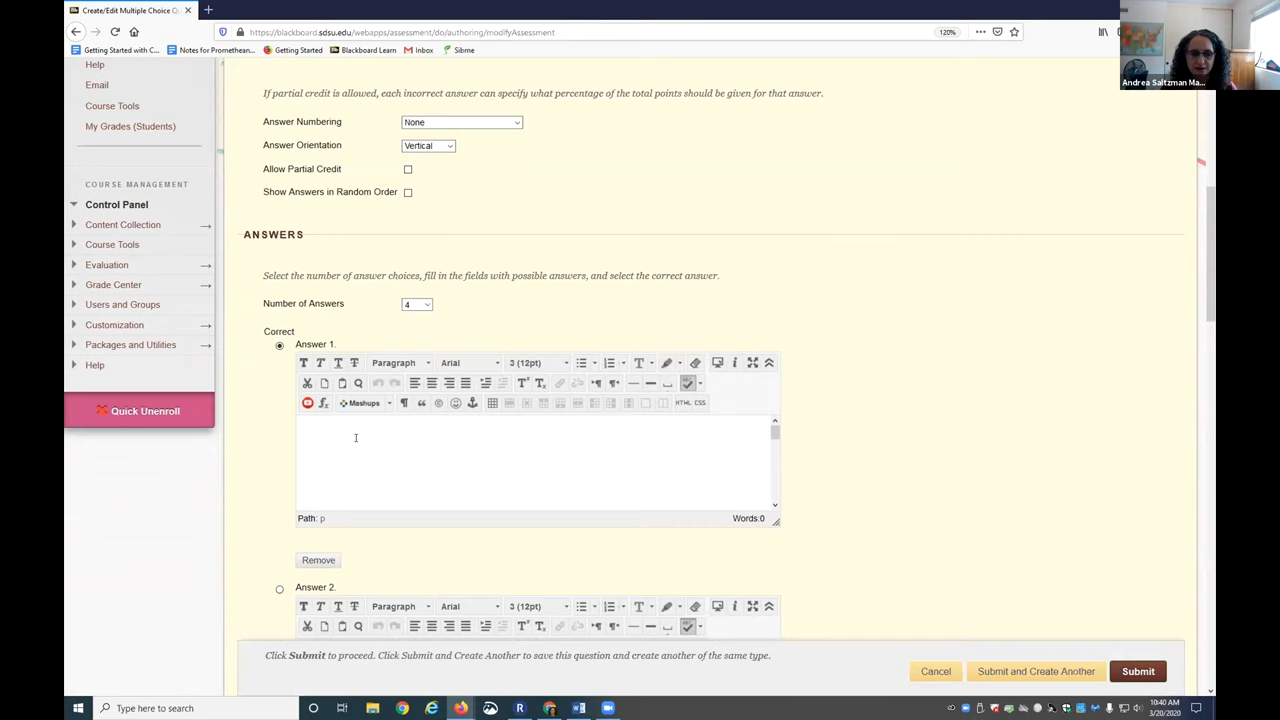 Create/Edit Multiple Choice Q
https://blackboard.sdsu.edu/webapps/assessment/do/authoring/modifyAssessment
120%
Getting Started with C...
Notes for Promethean...
Getting Started
Blackboard Learn
Inbox
Sibme
Andrea Saltzman Ma...
Help
Email
Course Tools
My Grades (Students)
COURSE MANAGEMENT
Control Panel
Content Collection
Course Tools
Evaluation
Grade Center
Users and Groups
Customization
Packages and Utilities
Help
Quick Unenroll
If partial credit is allowed, each incorrect answer can specify what percentage of the total points should be given for that answer.
Answer Numbering
None
Answer Orientation
Vertical
Allow Partial Credit
Show Answers in Random Order
ANSWERS
Select the number of answer choices, fill in the fields with possible answers, and select the correct answer.
Number of Answers
4
Correct
Answer 1.
Paragraph
Arial
3 (12pt)
Mashups
HTML CSS
Path: p
Words:0
Remove
Answer 2.
Paragraph
Arial
3 (12pt)
Click Submit to proceed. Click Submit and Create Another to save this question and create another of the same type.
Cancel
Submit and Create Another
Submit
Type here to search
10:40 AM
3/20/2020